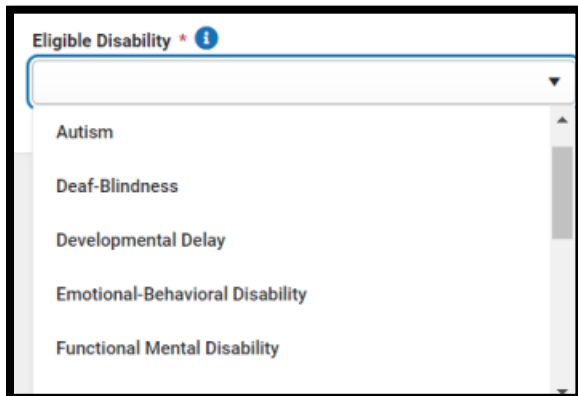 Eligible Disability * i
Autism
Deaf-Blindness
Developmental Delay
Emotional-Behavioral Disability
Functional Mental Disability